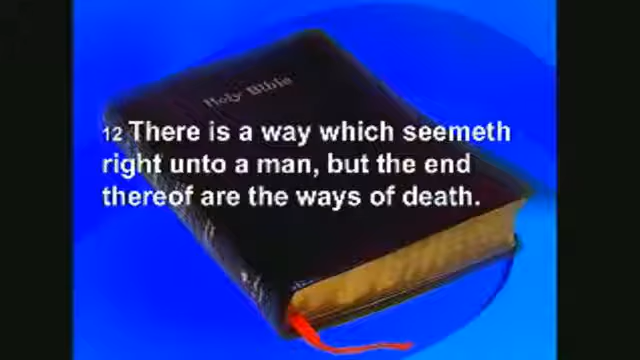 Holy Bible
12 There is a way which seemeth
right unto a man, but the end
thereof are the ways of death.